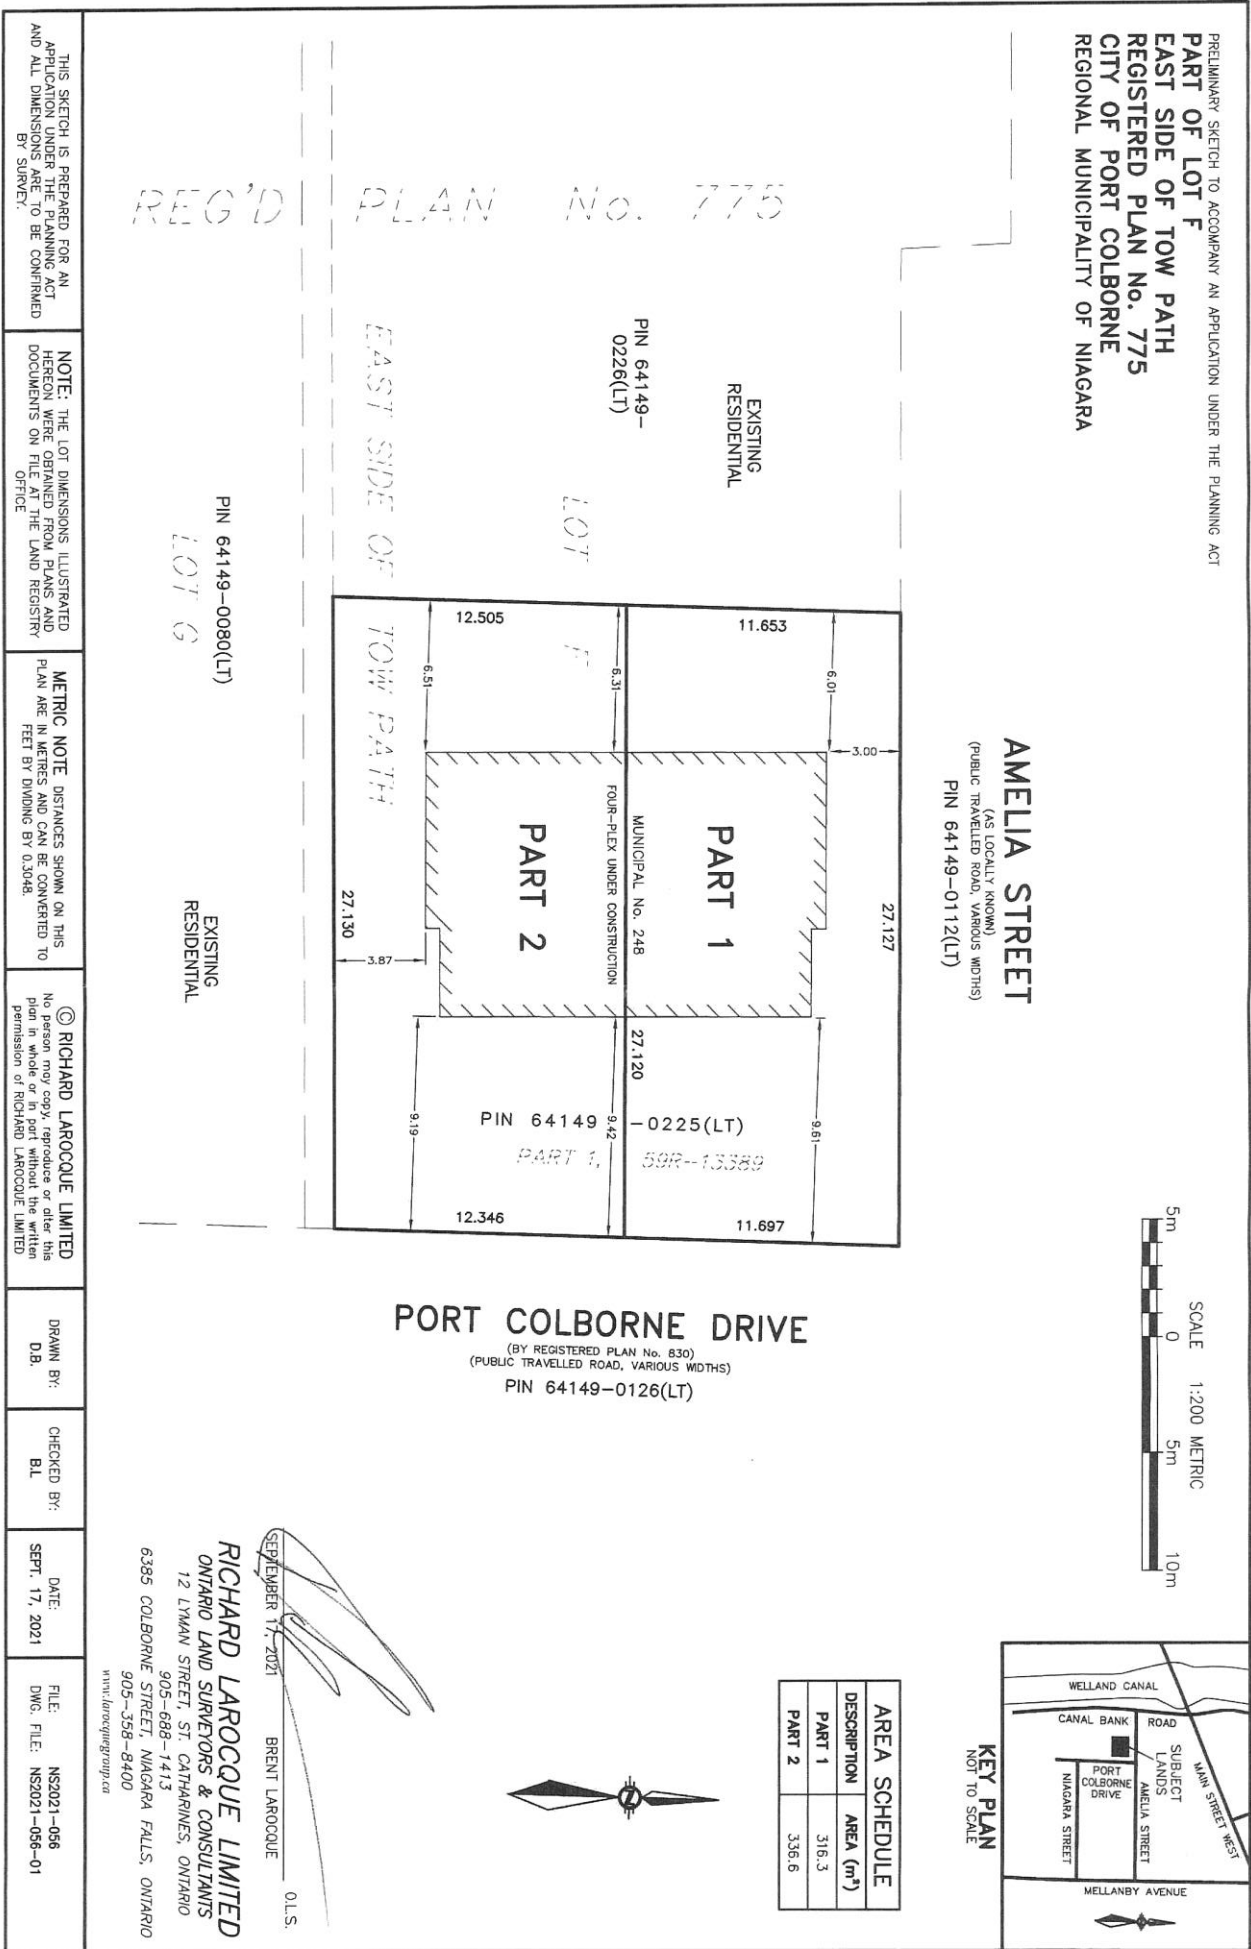 PRELIMINARY SKETCH TO ACCOMPANY AN APPLICATION UNDER THE PLANNING ACT
PART OF LOT F
EAST SIDE OF TOW PATH
REGISTERED PLAN No. 775
CITY OF PORT COLBORNE
REGIONAL MUNICIPALITY OF NIAGARA
SCALE 1:200 METRIC
5m 0 5m 10m
WELLAND CANAL
CANAL BANK ROAD
SUBJECT
LANDS
MAIN STREET WEST
PORT
COLBORNE
DRIVE
AMELIA STREET
NIAGARA STREET
MELLANBY AVENUE
KEY PLAN
NOT TO SCALE
AMELIA STREET
(AS LOCALLY KNOWN)
(PUBLIC TRAVELLED ROAD, VARIOUS WIDTHS)
PIN 64149-0112(LT)
AREA SCHEDULE
DESCRIPTION AREA (m²)
PART 1 316.3
PART 2 336.6
REG'D PLAN No. 775
EXISTING
RESIDENTIAL
PIN 64149-
0226(LT)
LOT F
EAST SIDE OF TOW PATH
27.127
3.00
11.653
6.01
9.61
11.697
PART 1
MUNICIPAL No. 248
27.120
FOUR-PLEX UNDER CONSTRUCTION
6.31
9.42
PIN 64149-0225(LT)
PART 1, 59R-13389
PART 2
12.505
6.51
9.19
12.346
3.87
27.130
PORT COLBORNE DRIVE
(BY REGISTERED PLAN No. 830)
(PUBLIC TRAVELLED ROAD, VARIOUS WIDTHS)
PIN 64149-0126(LT)
PIN 64149-0080(LT)
LOT G
EXISTING
RESIDENTIAL
SEPTEMBER 17, 2021 BRENT LAROCQUE O.L.S.
RICHARD LAROCQUE LIMITED
ONTARIO LAND SURVEYORS & CONSULTANTS
12 LYMAN STREET, ST. CATHARINES, ONTARIO
905-688-1413
6385 COLBORNE STREET, NIAGARA FALLS, ONTARIO
905-358-8400
www.larocquegroup.ca
THIS SKETCH IS PREPARED FOR AN
APPLICATION UNDER THE PLANNING ACT
AND ALL DIMENSIONS ARE TO BE CONFIRMED
BY SURVEY.
NOTE: THE LOT DIMENSIONS ILLUSTRATED
HEREON WERE OBTAINED FROM PLANS AND
DOCUMENTS ON FILE AT THE LAND REGISTRY
OFFICE
METRIC NOTE DISTANCES SHOWN ON THIS
PLAN ARE IN METRES AND CAN BE CONVERTED TO
FEET BY DIVIDING BY 0.3048.
© RICHARD LAROCQUE LIMITED
No person may copy, reproduce or alter this
plan in whole or in part without the written
permission of RICHARD LAROCQUE LIMITED
DRAWN BY:
D.B.
CHECKED BY:
B.L
DATE:
SEPT. 17, 2021
FILE: NS2021-056
DWG. FILE: NS2021-056-01